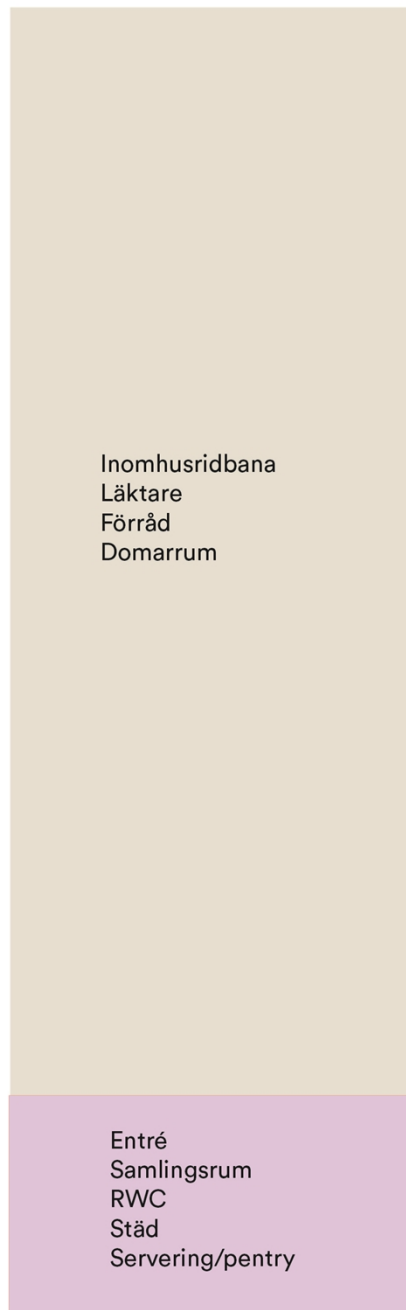 Inomhusridbana
Läktare
Förråd
Domarrum
Entré
Samlingsrum
RWC
Städ
Servering/pentry